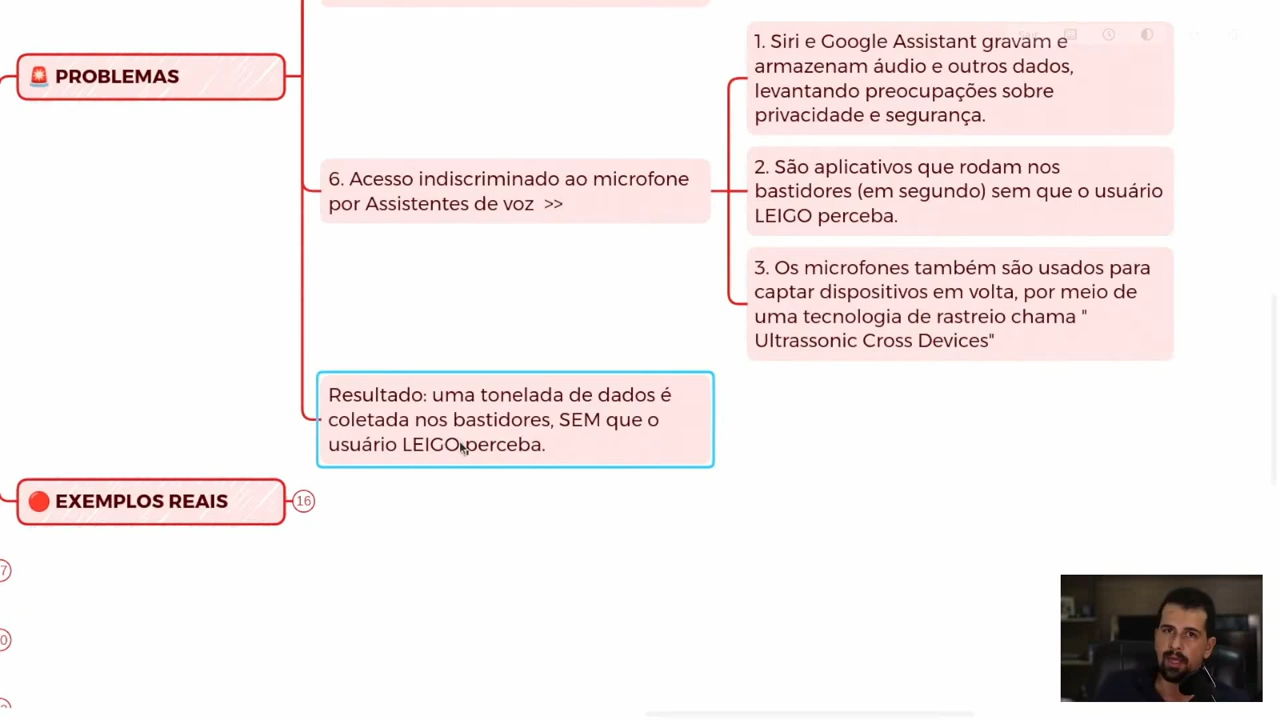 🚨 PROBLEMAS
6. Acesso indiscriminado ao microfone
por Assistentes de voz >>
1. Siri e Google Assistant gravam e
armazenam áudio e outros dados,
levantando preocupações sobre
privacidade e segurança.
2. São aplicativos que rodam nos
bastidores (em segundo) sem que o usuário
LEIGO perceba.
3. Os microfones também são usados para
captar dispositivos em volta, por meio de
uma tecnologia de rastreio chama "
Ultrassonic Cross Devices"
Resultado: uma tonelada de dados é
coletada nos bastidores, SEM que o
usuário LEIGO perceba.
🔴 EXEMPLOS REAIS
16
7
0